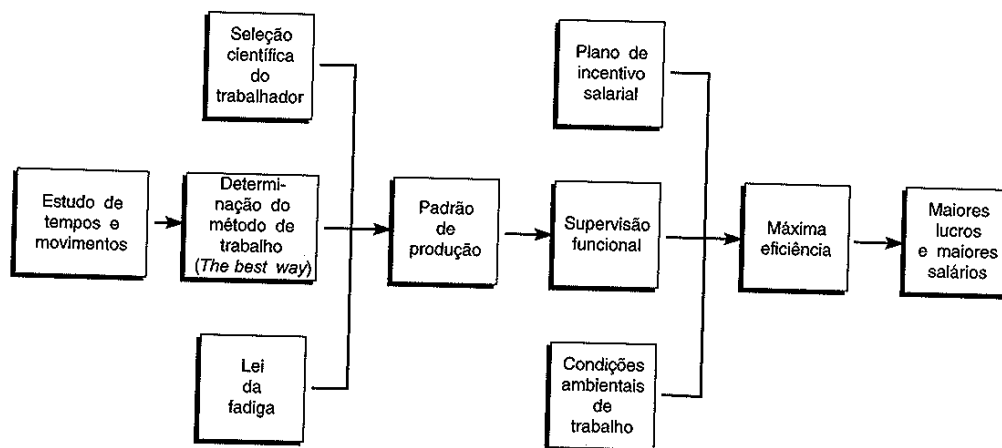 Seleção
científica
do
trabalhador
Plano de
incentivo
salarial
Estudo de
tempos e
movimentos
Determi-
nação do
método de
trabalho
(The best way)
Padrão
de
produção
Supervisão
funcional
Máxima
eficiência
Maiores
lucros
e maiores
salários
Lei
da
fadiga
Condições
ambientais
de
trabalho